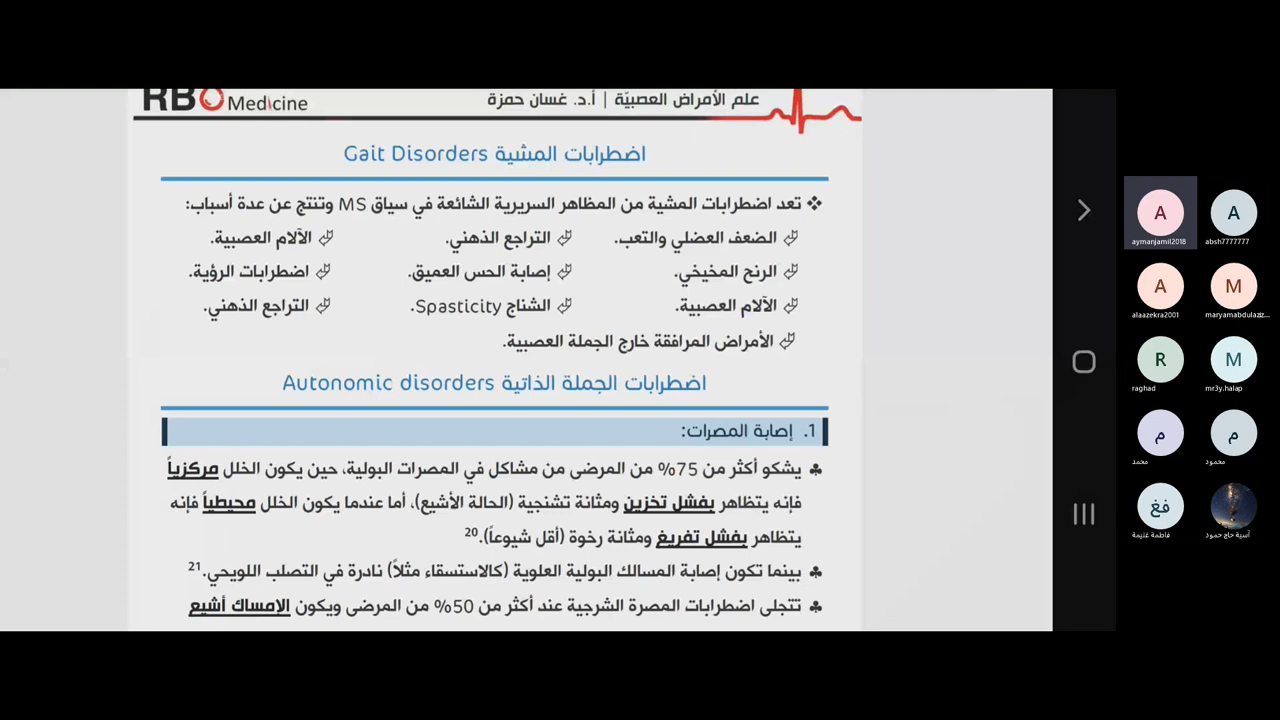 RBO Medicine
علم الأمراض العصبيّة | أ.د. غسان حمزة
اضطرابات المشية Gait Disorders
❖ تعد اضطرابات المشية من المظاهر السريرية الشائعة في سياق MS وتنتج عن عدة أسباب:
الضعف العضلي والتعب. التراجع الذهني. الآلام العصبية.
الرنح المخيخي. إصابة الحس العميق. اضطرابات الرؤية.
الآلام العصبية. الشناج Spasticity. التراجع الذهني.
الأمراض المرافقة خارج الجملة العصبية.
اضطرابات الجملة الذاتية Autonomic disorders
1. إصابة المصرات:
♣ يشكو أكثر من 75% من المرضى من مشاكل في المصرات البولية، حين يكون الخلل مركزياً
فإنه يتظاهر بفشل تخزين ومثانة تشنجية (الحالة الأشيع)، أما عندما يكون الخلل محيطياً فإنه
يتظاهر بفشل تفريغ ومثانة رخوة (أقل شيوعاً).20
♣ بينما تكون إصابة المسالك البولية العلوية (كالاستسقاء مثلاً) نادرة في التصلب اللويحي.21
♣ تتجلى اضطرابات المصرة الشرجية عند أكثر من 50% من المرضى ويكون الإمساك أشيع
A A
aymanjamil2018 absh7777777
A M
alaazekra2001 maryamabdulaziz...
R M
raghad mr3y.halap
م م
محمد محمود
فغ
فاطمة غنيمة آسية حاج حمود